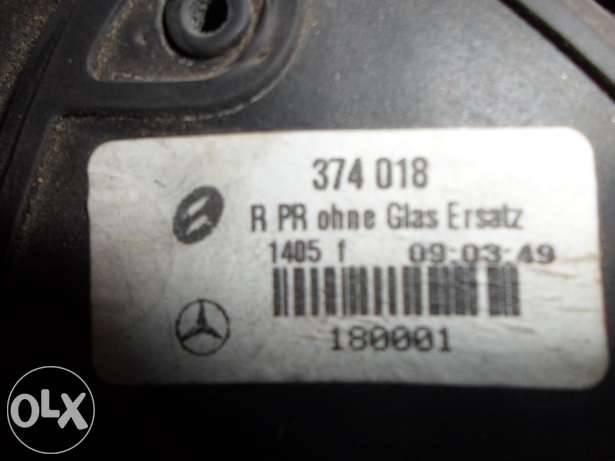 374 018
R PR ohne Glas Ersatz
1405 f 09-03-49
180001
OLX